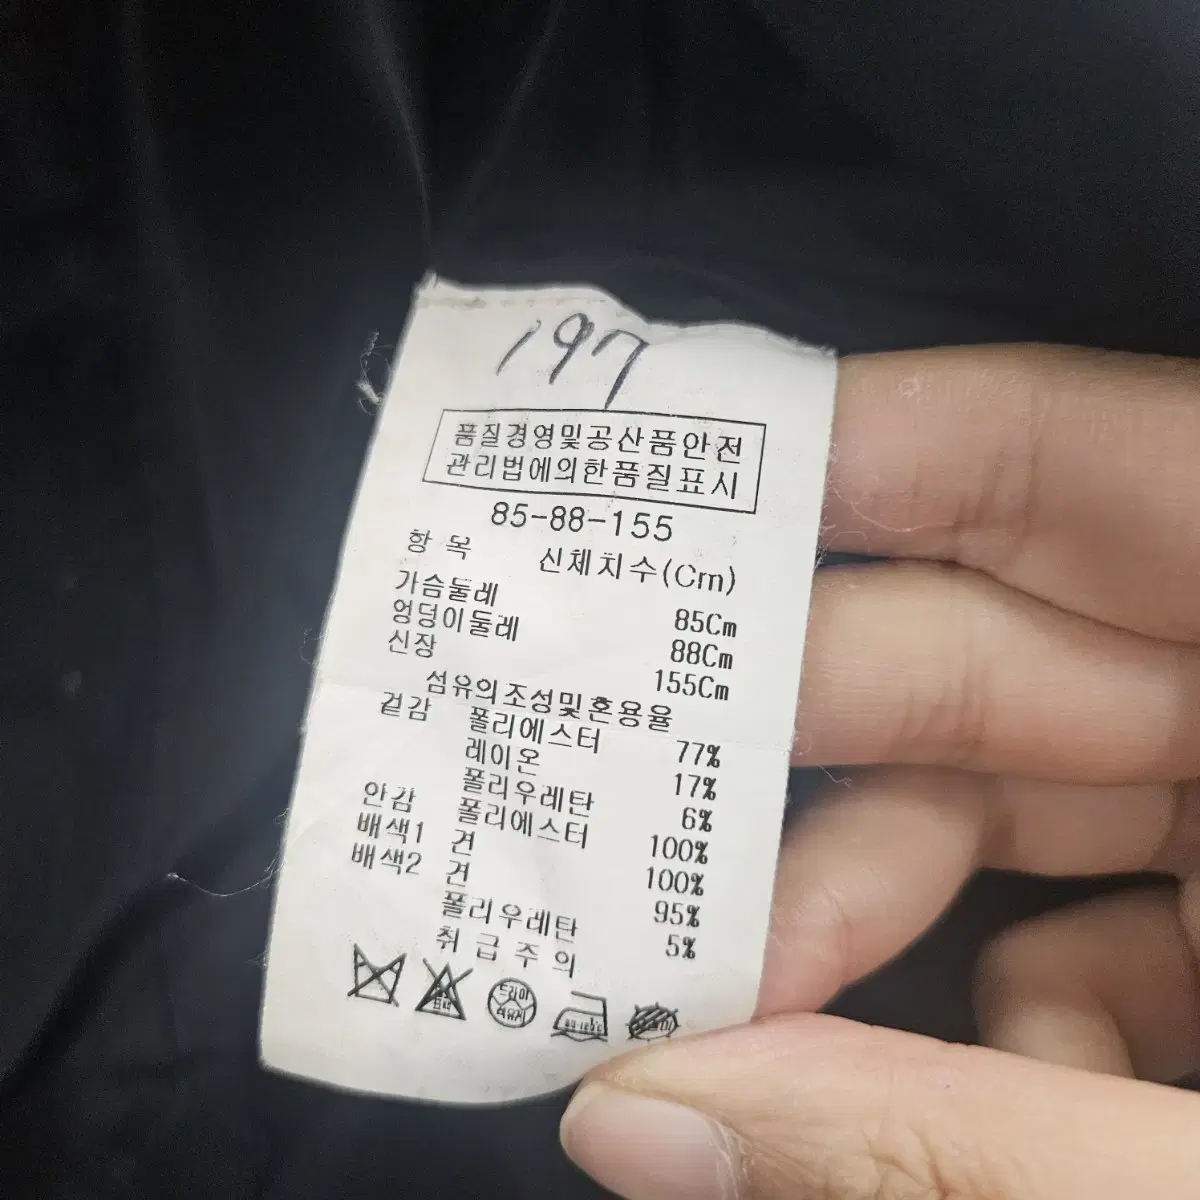 197
품질경영및공산품안전
관리법에의한품질표시
85-88-155
항 목 신체치수(Cm)
가슴둘레 85Cm
엉덩이둘레 88Cm
신장 155Cm
섬유의조성및혼용율
겉감 폴리에스터 77%
레이온 17%
폴리우레탄 6%
안감 폴리에스터 100%
배색1 견 100%
배색2 견 95%
폴리우레탄 5%
취 급 주 의
드라이